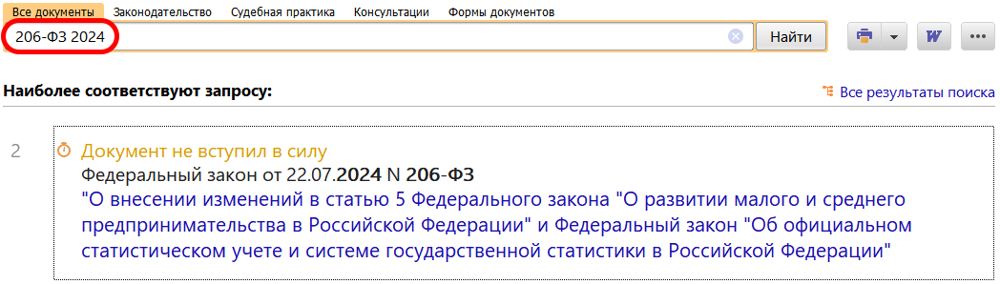 Все документы Законодательство Судебная практика Консультации Формы документов
206-ФЗ 2024 Найти W
Наиболее соответствуют запросу: Все результаты поиска
2 Документ не вступил в силу
Федеральный закон от 22.07.2024 N 206-ФЗ
"О внесении изменений в статью 5 Федерального закона "О развитии малого и среднего
предпринимательства в Российской Федерации" и Федеральный закон "Об официальном
статистическом учете и системе государственной статистики в Российской Федерации"